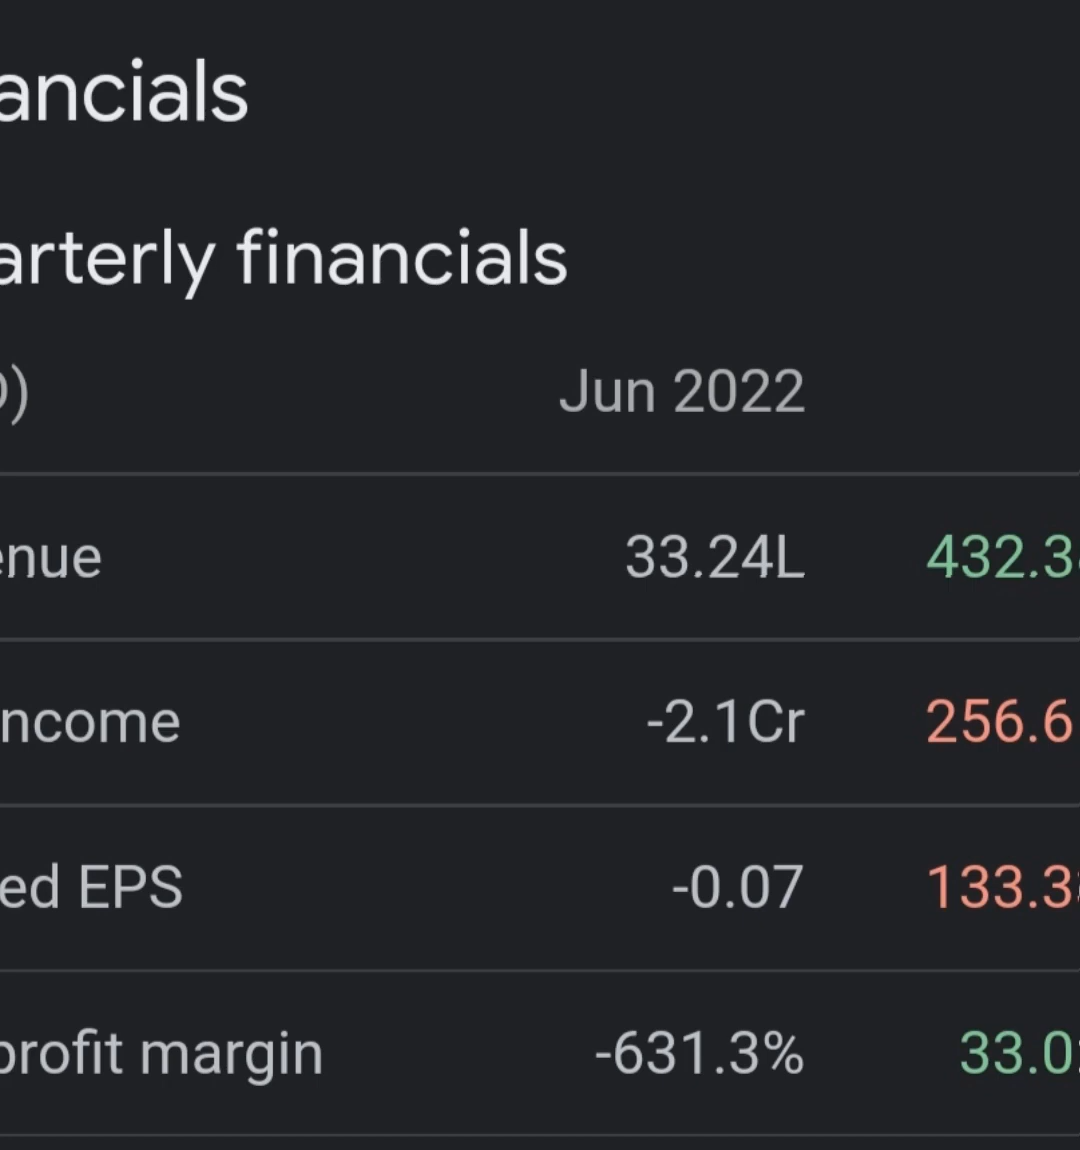 ancials
arterly financials
) Jun 2022
enue 33.24L 432.3
ncome -2.1Cr 256.6
ed EPS -0.07 133.3
profit margin -631.3% 33.0